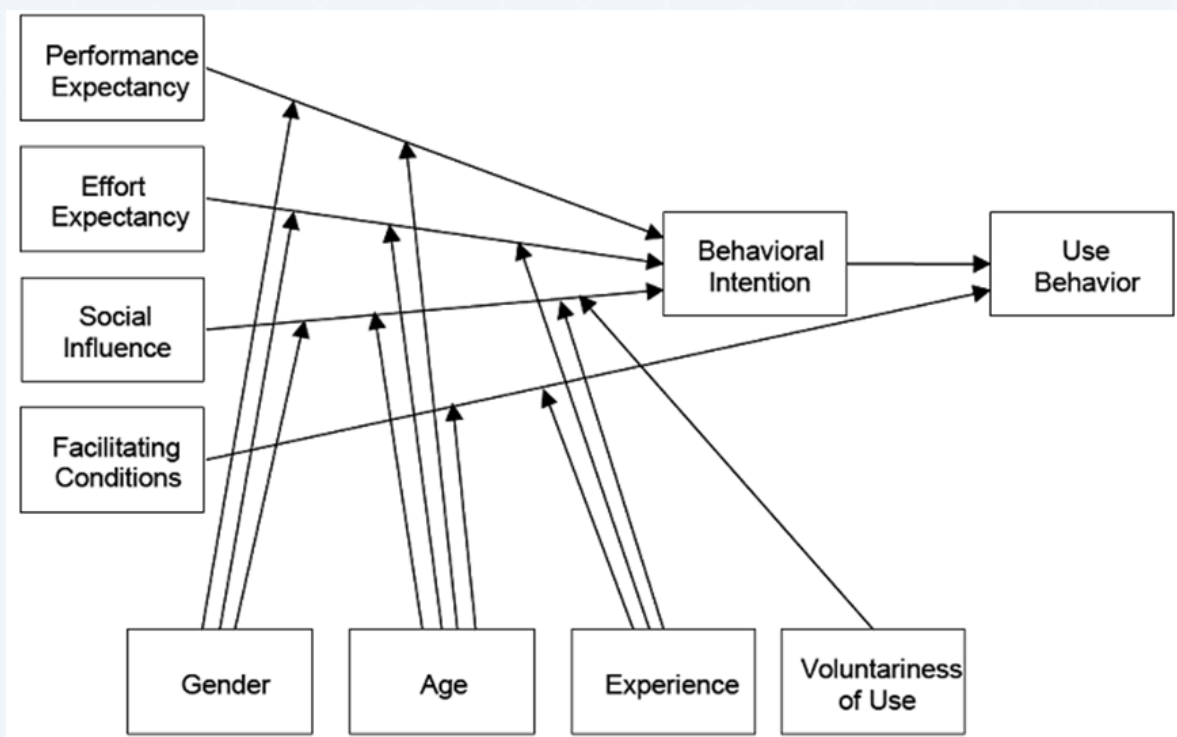 Performance
Expectancy
Effort
Expectancy
Social
Influence
Facilitating
Conditions
Behavioral
Intention
Use
Behavior
Gender
Age
Experience
Voluntariness
of Use